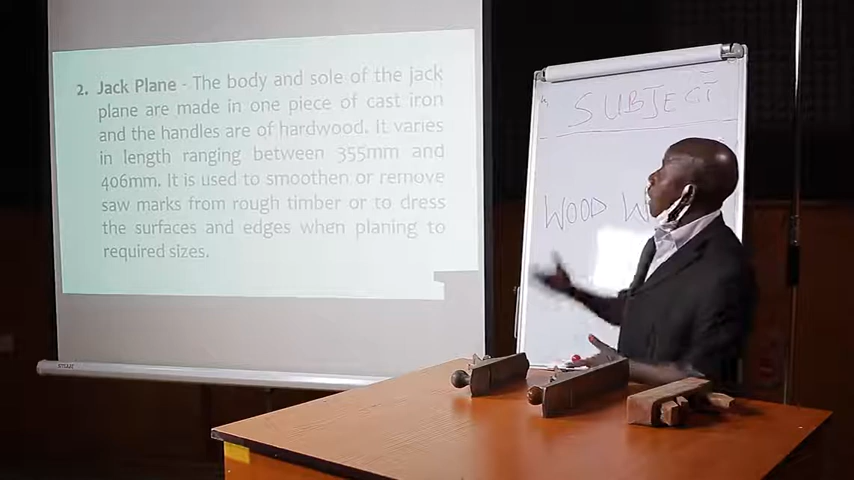 2. Jack Plane - The body and sole of the jack
plane are made in one piece of cast iron
and the handles are of hardwood. It varies
in length ranging between 355mm and
406mm. It is used to smoothen or remove
saw marks from rough timber or to dress
the surfaces and edges when planing to
required sizes.
SUBJECT
WOOD W